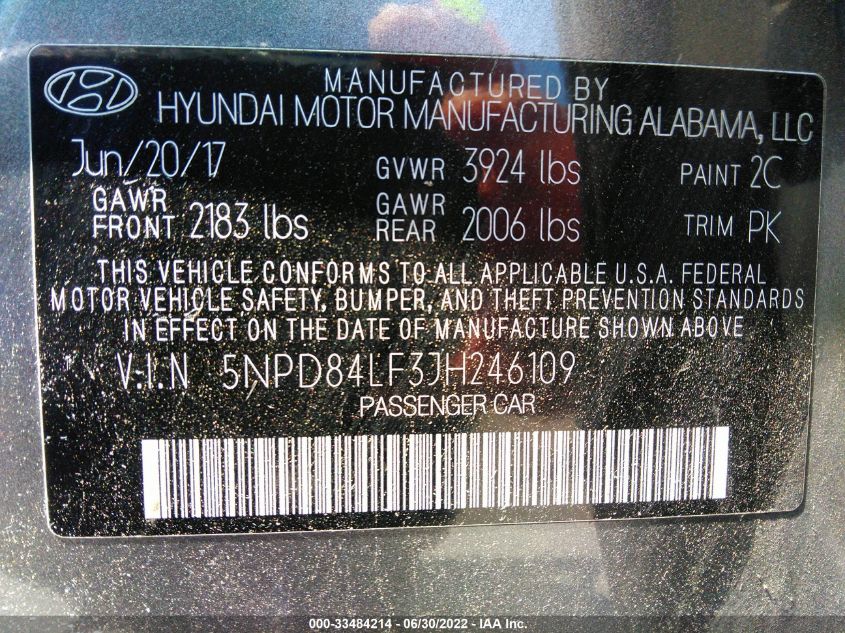 MANUFACTURED BY
HYUNDAI MOTOR MANUFACTURING ALABAMA, LLC
Jun/20/17 GVWR 3924 lbs PAINT 2C
GAWR FRONT 2183 lbs GAWR REAR 2006 lbs TRIM PK
THIS VEHICLE CONFORMS TO ALL APPLICABLE U.S.A. FEDERAL
MOTOR VEHICLE SAFETY, BUMPER, AND THEFT PREVENTION STANDARDS
IN EFFECT ON THE DATE OF MANUFACTURE SHOWN ABOVE
V.I.N 5NPD84LF3JH246109
PASSENGER CAR
000-33484214 - 06/30/2022 - IAA Inc.